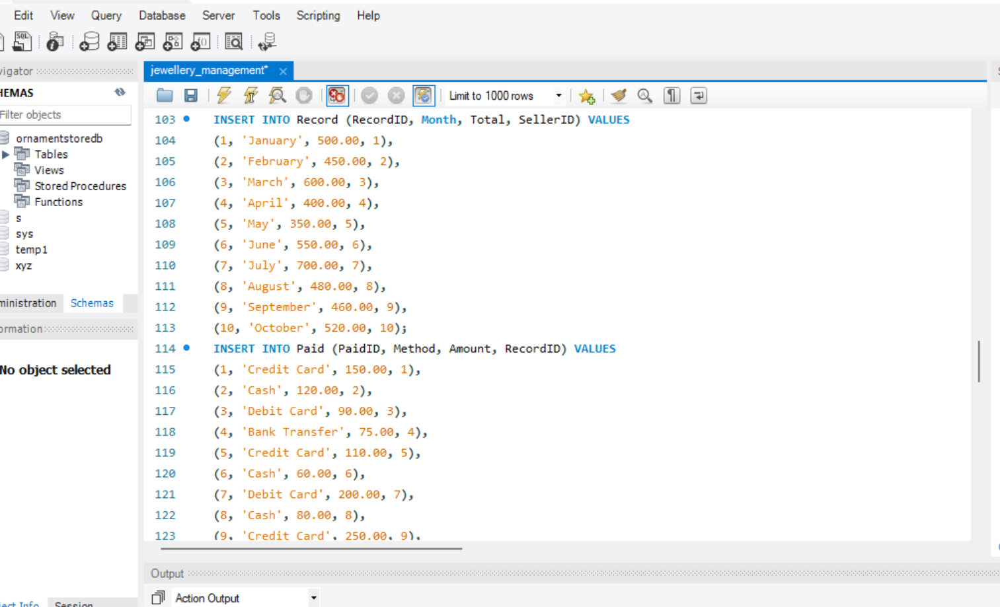 Edit View Query Database Server Tools Scripting Help
SQL
vigator
jewellery_management*
HEMAS
Limit to 1000 rows
Filter objects
ornamentstoredb
Tables
Views
Stored Procedures
Functions
s
sys
temp1
xyz
ministration Schemas
ormation
No object selected
ject Info Session
103 INSERT INTO Record (RecordID, Month, Total, SellerID) VALUES
104 (1, 'January', 500.00, 1),
105 (2, 'February', 450.00, 2),
106 (3, 'March', 600.00, 3),
107 (4, 'April', 400.00, 4),
108 (5, 'May', 350.00, 5),
109 (6, 'June', 550.00, 6),
110 (7, 'July', 700.00, 7),
111 (8, 'August', 480.00, 8),
112 (9, 'September', 460.00, 9),
113 (10, 'October', 520.00, 10);
114 INSERT INTO Paid (PaidID, Method, Amount, RecordID) VALUES
115 (1, 'Credit Card', 150.00, 1),
116 (2, 'Cash', 120.00, 2),
117 (3, 'Debit Card', 90.00, 3),
118 (4, 'Bank Transfer', 75.00, 4),
119 (5, 'Credit Card', 110.00, 5),
120 (6, 'Cash', 60.00, 6),
121 (7, 'Debit Card', 200.00, 7),
122 (8, 'Cash', 80.00, 8),
123 (9, 'Credit Card', 250.00, 9),
Output
Action Output